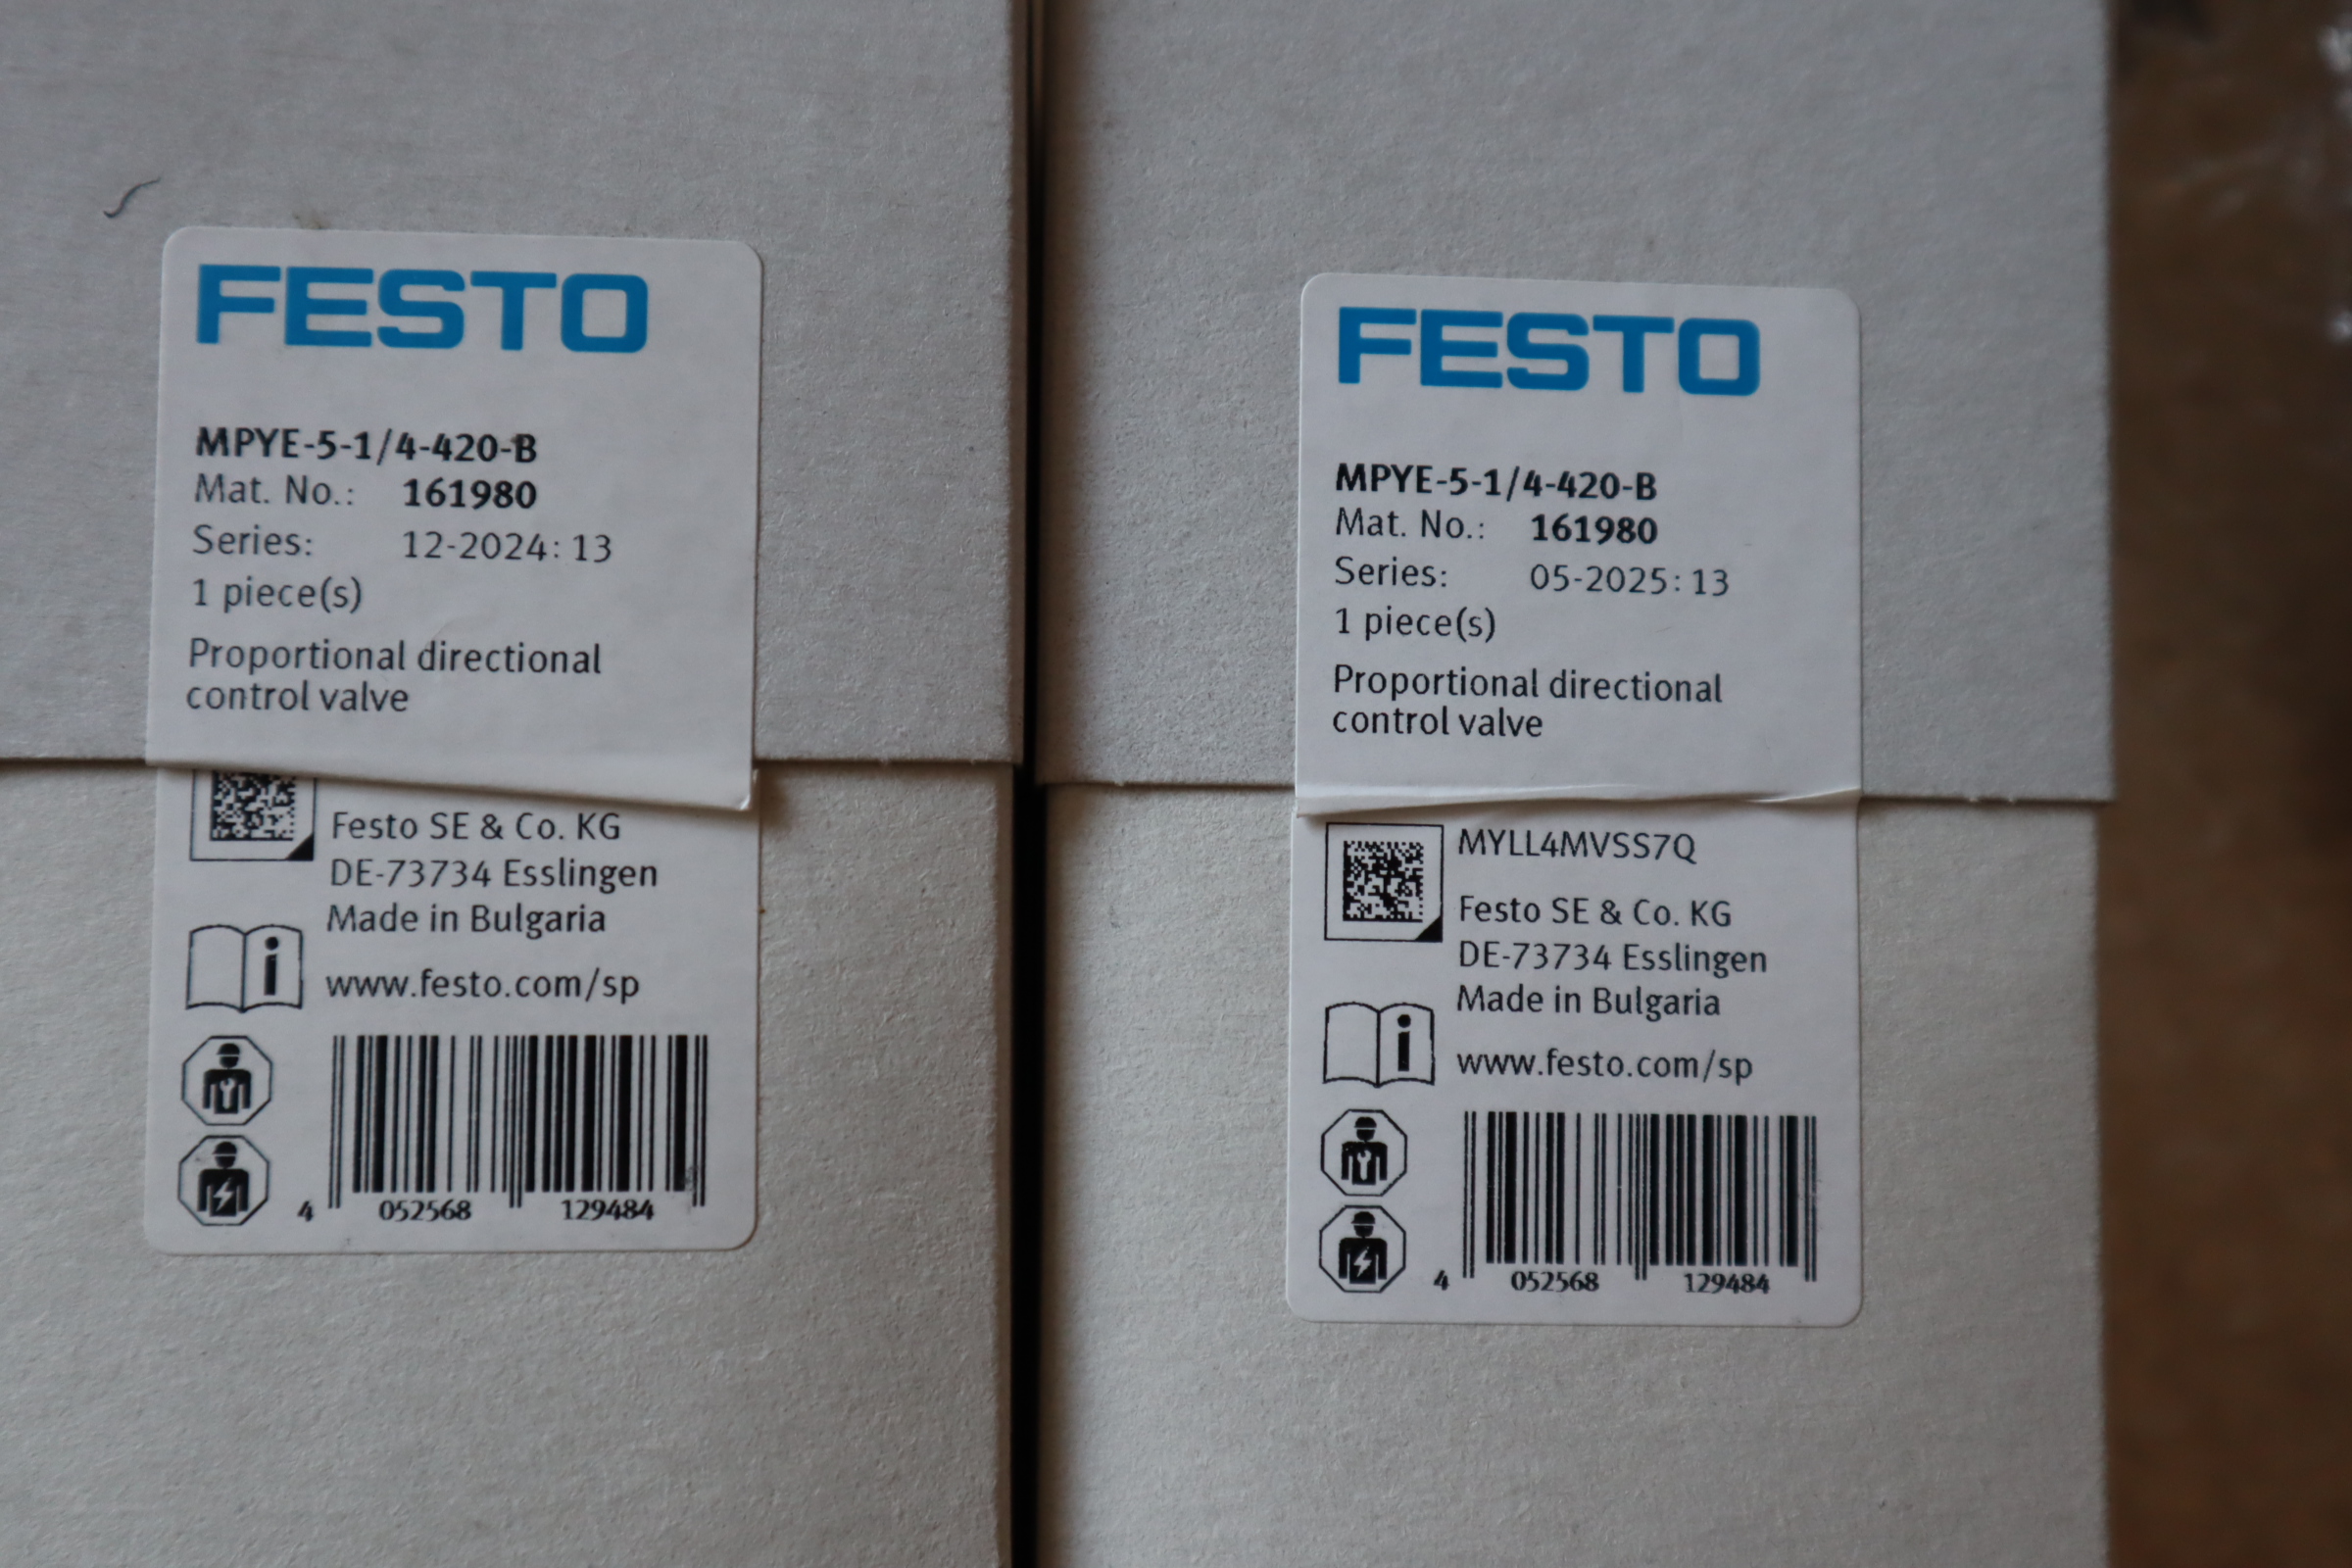 FESTO
MPYE-5-1/4-420-B
Mat. No.: 161980
Series: 12-2024: 13
1 piece(s)
Proportional directional
control valve
Festo SE & Co. KG
DE-73734 Esslingen
Made in Bulgaria
www.festo.com/sp
4 052568 129484
FESTO
MPYE-5-1/4-420-B
Mat. No.: 161980
Series: 05-2025: 13
1 piece(s)
Proportional directional
control valve
MYLL4MVSS7Q
Festo SE & Co. KG
DE-73734 Esslingen
Made in Bulgaria
www.festo.com/sp
4 052568 129484